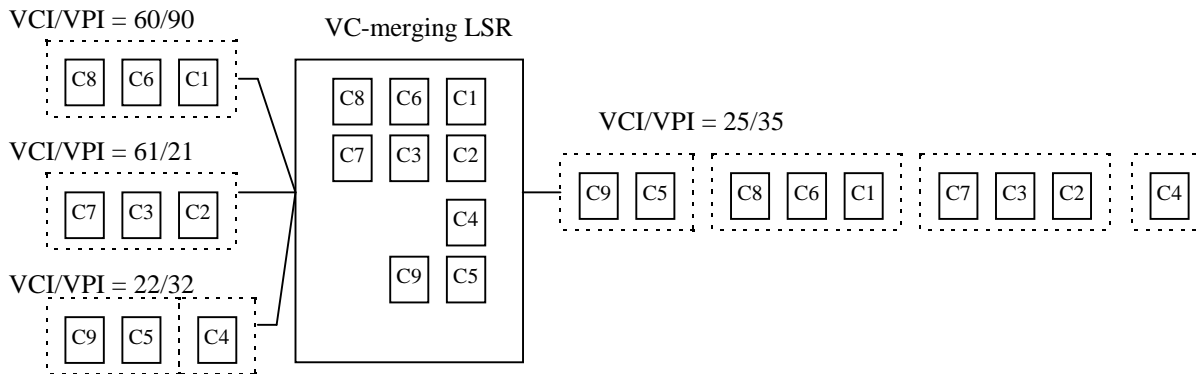 VCI/VPI = 60/90
C8 C6 C1
VCI/VPI = 61/21
C7 C3 C2
VCI/VPI = 22/32
C9 C5 C4
VC-merging LSR
C8 C6 C1
C7 C3 C2
C4
C9 C5
VCI/VPI = 25/35
C9 C5 C8 C6 C1 C7 C3 C2 C4